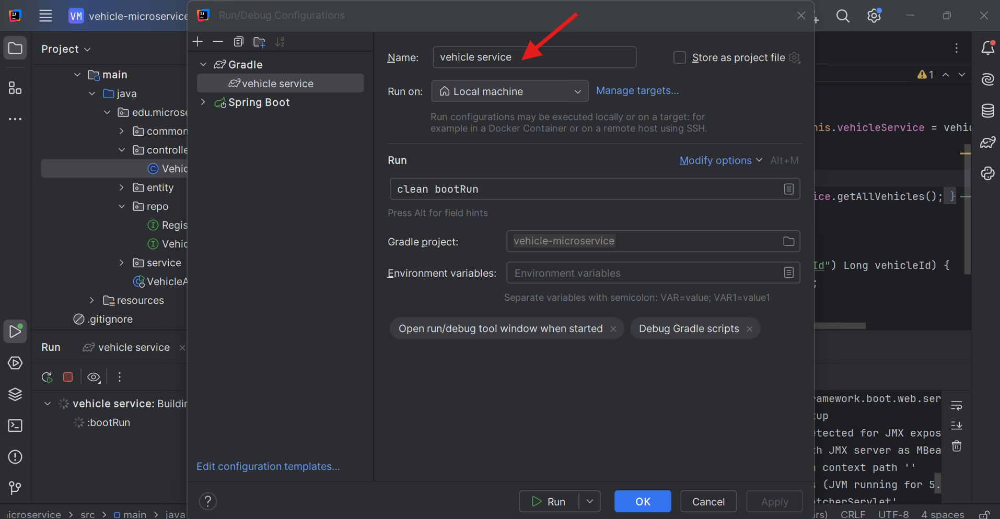 VM vehicle-microservice
Run/Debug Configurations
Project
main
java
edu.microse
common
controlle
Vehic
entity
repo
Regis
Vehic
service
VehicleA
resources
.gitignore
Gradle
vehicle service
Spring Boot
Edit configuration templates...
Name: vehicle service
Store as project file
Run on: Local machine Manage targets...
Run configurations may be executed locally or on a target: for
example in a Docker Container or on a remote host using SSH.
Run Modify options Alt+M
clean bootRun
Press Alt for field hints
Gradle project: vehicle-microservice
Environment variables: Environment variables
Separate variables with semicolon: VAR=value; VAR1=value1
Open run/debug tool window when started Debug Gradle scripts
? Run OK Cancel Apply
1
his.vehicleService = vehic
ice.getAllVehicles(); }
Id") Long vehicleId) {
;
Run vehicle service
vehicle service: Buildin
:bootRun
ramework.boot.web.ser
tup
etected for JMX expos
th JMX server as MBea
n context path ''
s (JVM running for 5.
atcherServlet'
icroservice > src > main > java
urs) CRLF UTF-8 4 spaces